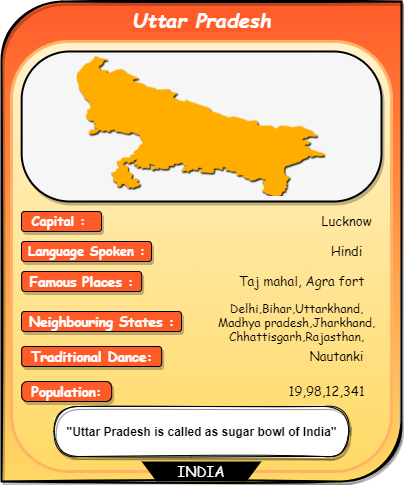 Uttar Pradesh
Capital : Lucknow
Language Spoken : Hindi
Famous Places : Taj mahal, Agra fort
Neighbouring States : Delhi,Bihar,Uttarkhand,
Madhya pradesh,Jharkhand,
Chhattisgarh,Rajasthan,
Traditional Dance: Nautanki
Population: 19,98,12,341
"Uttar Pradesh is called as sugar bowl of India"
INDIA